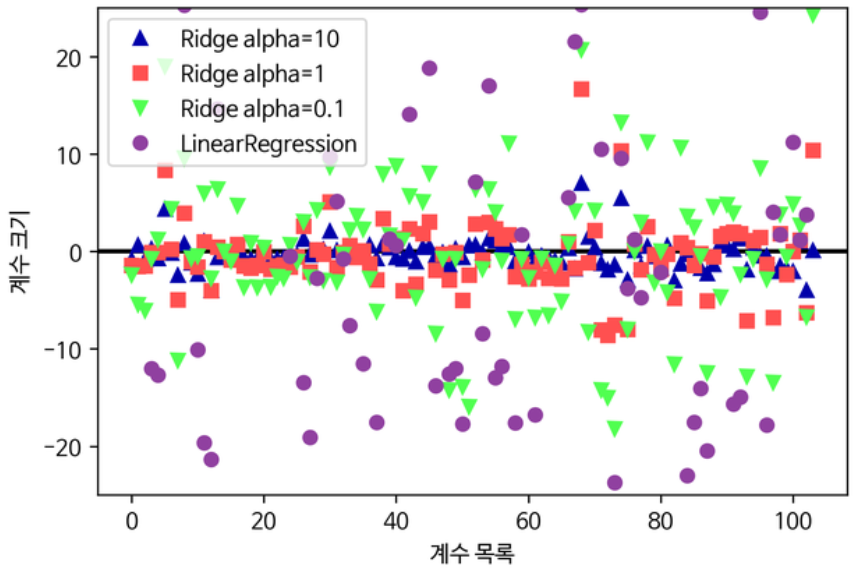 Ridge alpha=10
Ridge alpha=1
Ridge alpha=0.1
LinearRegression
20
10
0
−10
−20
계수 크기
0
20
40
60
80
100
계수 목록